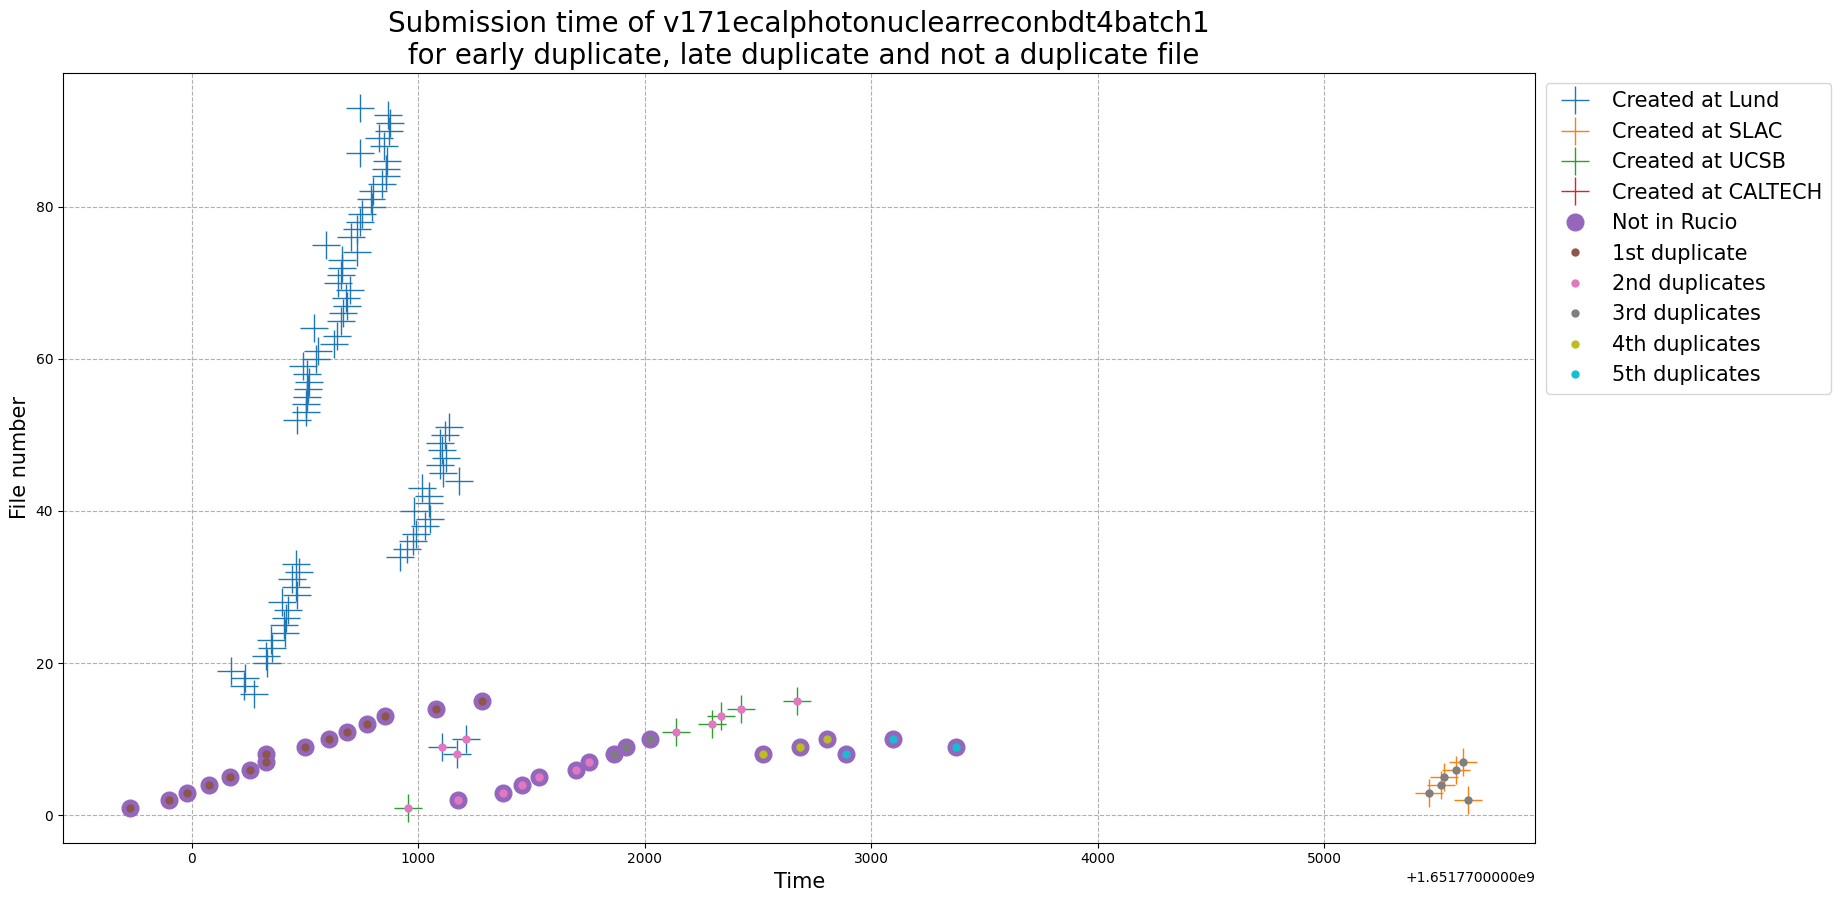 Submission time of v171ecalphotonuclearreconbdt4batch1
for early duplicate, late duplicate and not a duplicate file
Created at Lund
Created at SLAC
Created at UCSB
Created at CALTECH
Not in Rucio
1st duplicate
2nd duplicates
3rd duplicates
4th duplicates
5th duplicates
File number
80
60
40
20
0
0 1000 2000 3000 4000 5000
+1.6517700000e9
Time